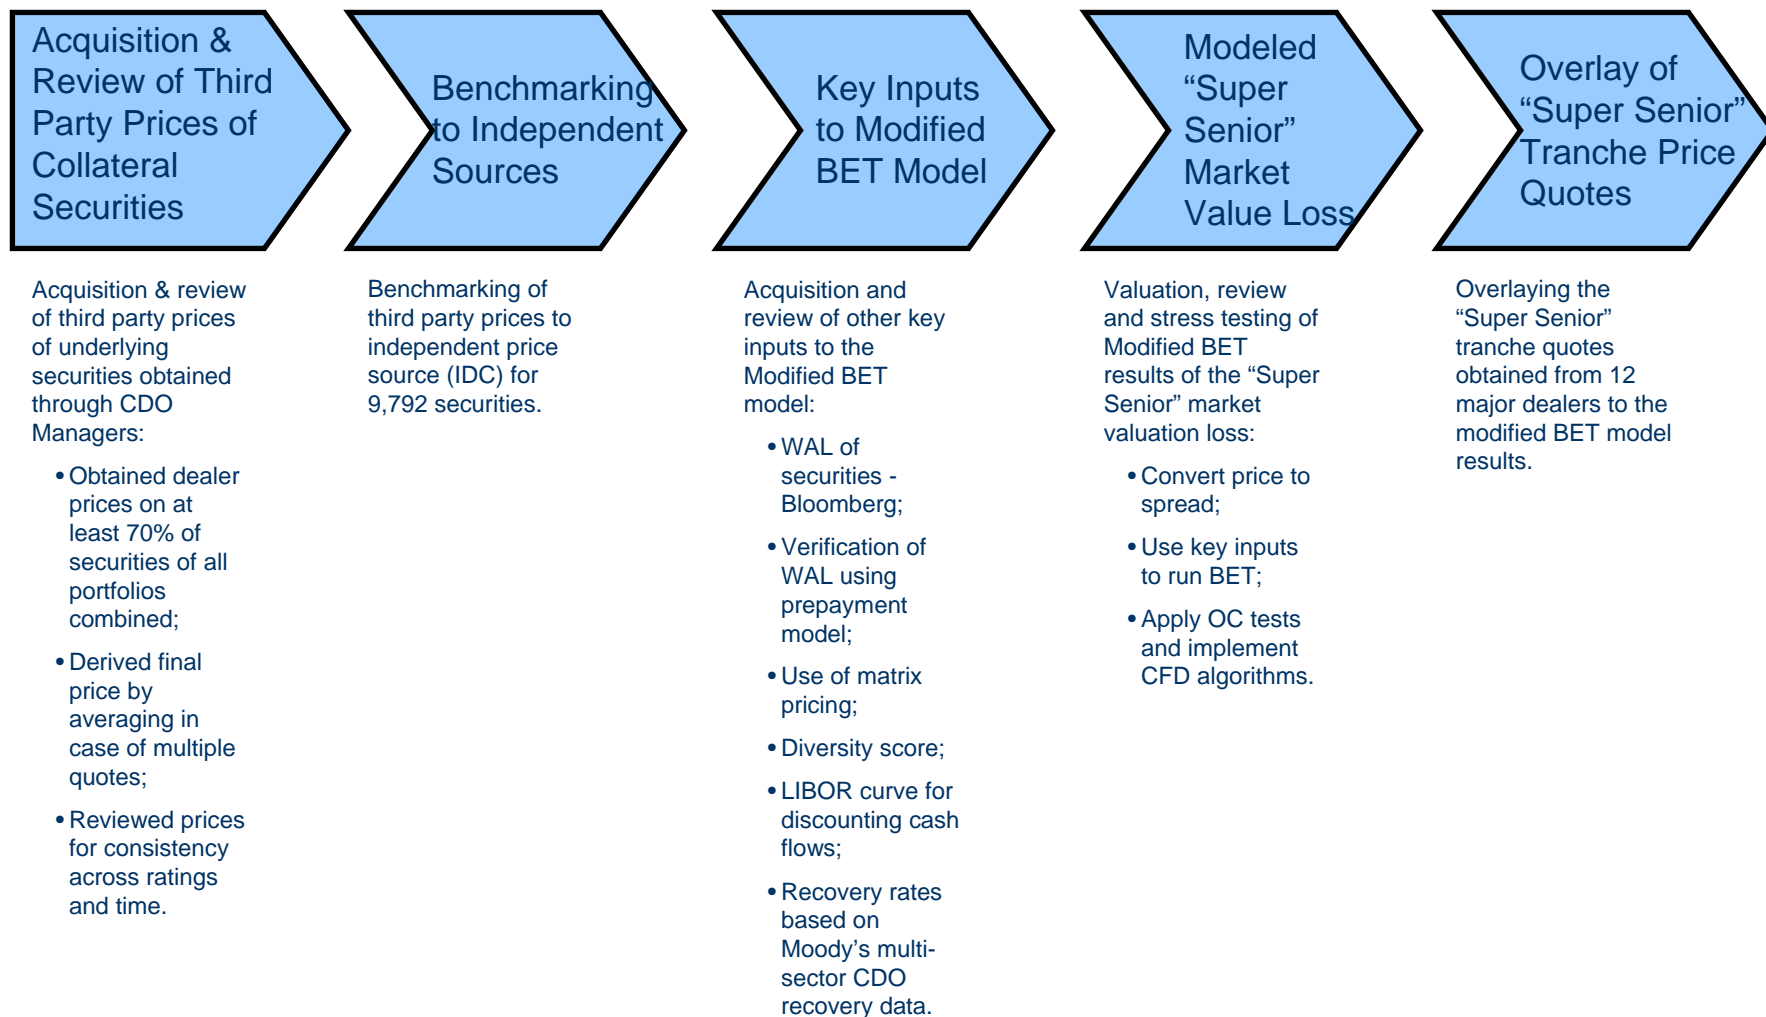 Acquisition &
Review of Third
Party Prices of
Collateral
Securities
Benchmarking
to Independent
Sources
Key Inputs
to Modified
BET Model
Modeled
“Super
Senior”
Market
Value Loss
Overlay of
“Super Senior”
Tranche Price
Quotes
Acquisition & review
of third party prices
of underlying
securities obtained
through CDO
Managers:
• Obtained dealer
prices on at
least 70% of
securities of all
portfolios
combined;
• Derived final
price by
averaging in
case of multiple
quotes;
• Reviewed prices
for consistency
across ratings
and time.
Benchmarking of
third party prices to
independent price
source (IDC) for
9,792 securities.
Acquisition and
review of other key
inputs to the
Modified BET
model:
• WAL of
securities -
Bloomberg;
• Verification of
WAL using
prepayment
model;
• Use of matrix
pricing;
• Diversity score;
• LIBOR curve for
discounting cash
flows;
• Recovery rates
based on
Moody’s multi-
sector CDO
recovery data.
Valuation, review
and stress testing of
Modified BET
results of the “Super
Senior” market
valuation loss:
• Convert price to
spread;
• Use key inputs
to run BET;
• Apply OC tests
and implement
CFD algorithms.
Overlaying the
“Super Senior”
tranche quotes
obtained from 12
major dealers to the
modified BET model
results.